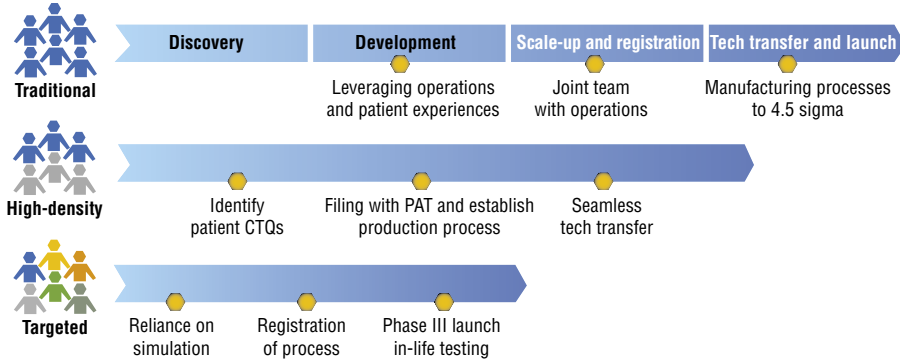 Traditional
Discovery
Development
Scale-up and registration
Tech transfer and launch
Leveraging operations
and patient experiences
Joint team
with operations
Manufacturing processes
to 4.5 sigma
High-density
Identify
patient CTQs
Filing with PAT and establish
production process
Seamless
tech transfer
Targeted
Reliance on
simulation
Registration
of process
Phase III launch
in-life testing